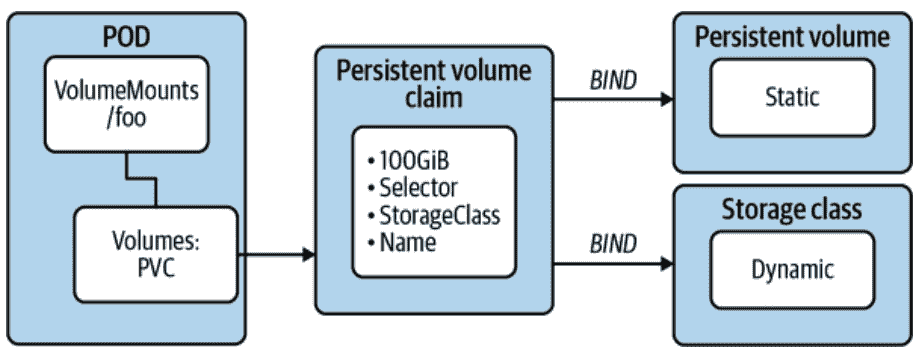 POD
VolumeMounts
/foo
Volumes:
PVC
Persistent volume
claim
• 100GiB
• Selector
• StorageClass
• Name
BIND
BIND
Persistent volume
Static
Storage class
Dynamic